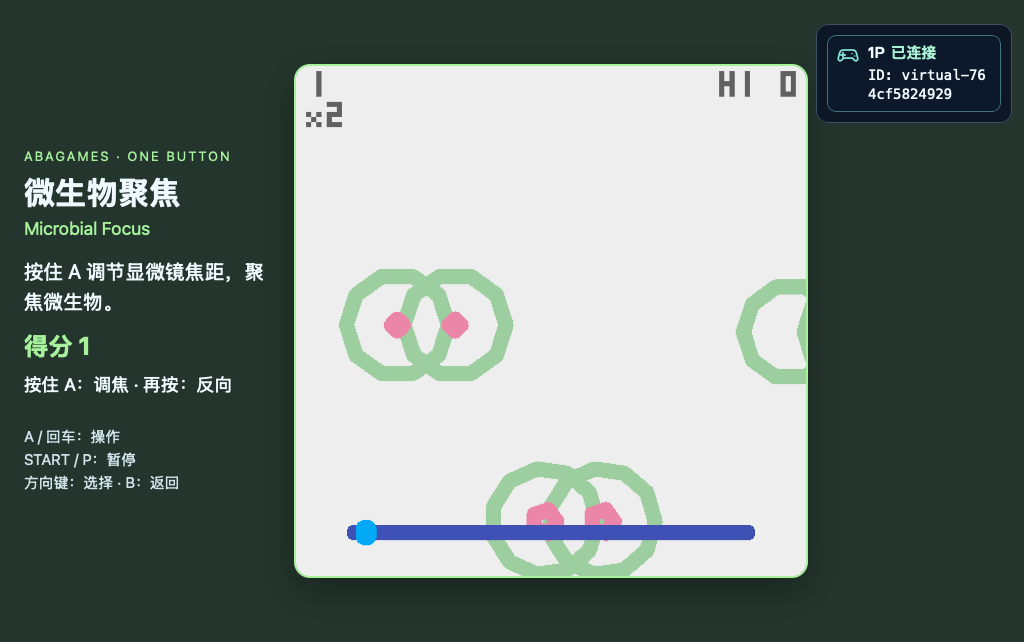 ABAGAMES · ONE BUTTON
微生物聚焦
Microbial Focus
按住 A 调节显微镜焦距，聚
焦微生物。
得分 1
按住 A：调焦 · 再按：反向
A / 回车：操作
START / P：暂停
方向键：选择 · B：返回
1
HI 0
x2
1P 已连接
ID: virtual-76
4cf5824929